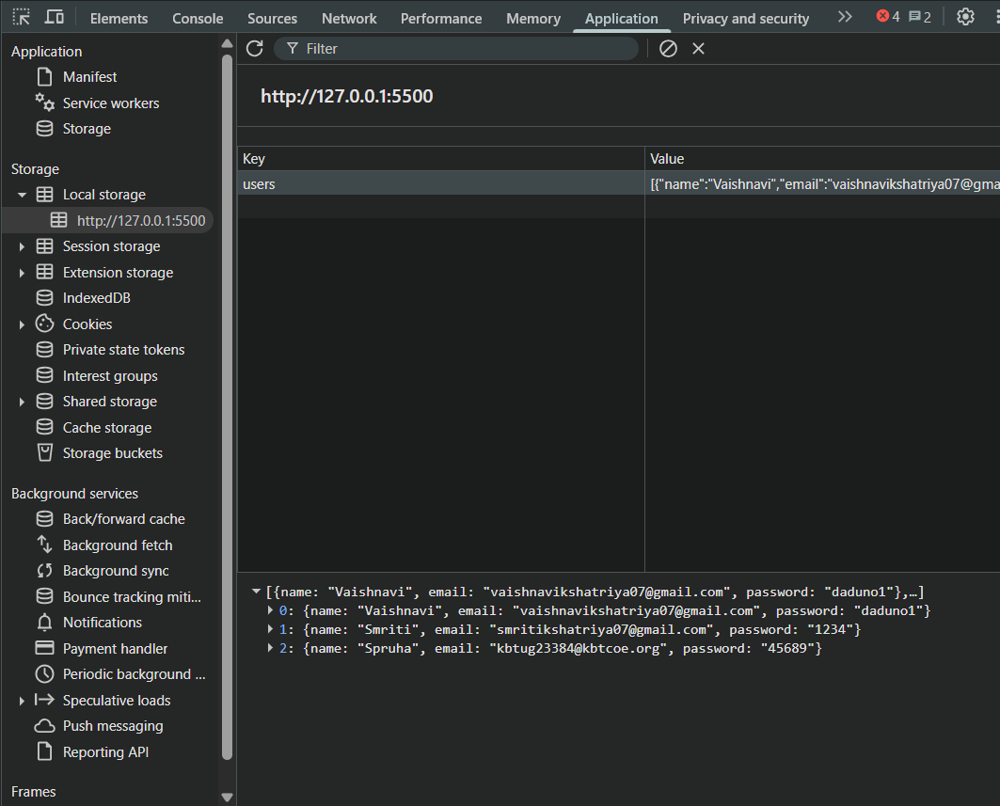 Elements Console Sources Network Performance Memory Application Privacy and security 4 2
Application
Manifest
Service workers
Storage
Storage
Local storage
http://127.0.0.1:5500
Session storage
Extension storage
IndexedDB
Cookies
Private state tokens
Interest groups
Shared storage
Cache storage
Storage buckets
Background services
Back/forward cache
Background fetch
Background sync
Bounce tracking miti...
Notifications
Payment handler
Periodic background ...
Speculative loads
Push messaging
Reporting API
Frames
Filter
http://127.0.0.1:5500
Key Value
users [{"name":"Vaishnavi","email":"vaishnavikshatriya07@gma
[{name: "Vaishnavi", email: "vaishnavikshatriya07@gmail.com", password: "daduno1"},…]
0: {name: "Vaishnavi", email: "vaishnavikshatriya07@gmail.com", password: "daduno1"}
1: {name: "Smriti", email: "smritikshatriya07@gmail.com", password: "1234"}
2: {name: "Spruha", email: "kbtug23384@kbtcoe.org", password: "45689"}